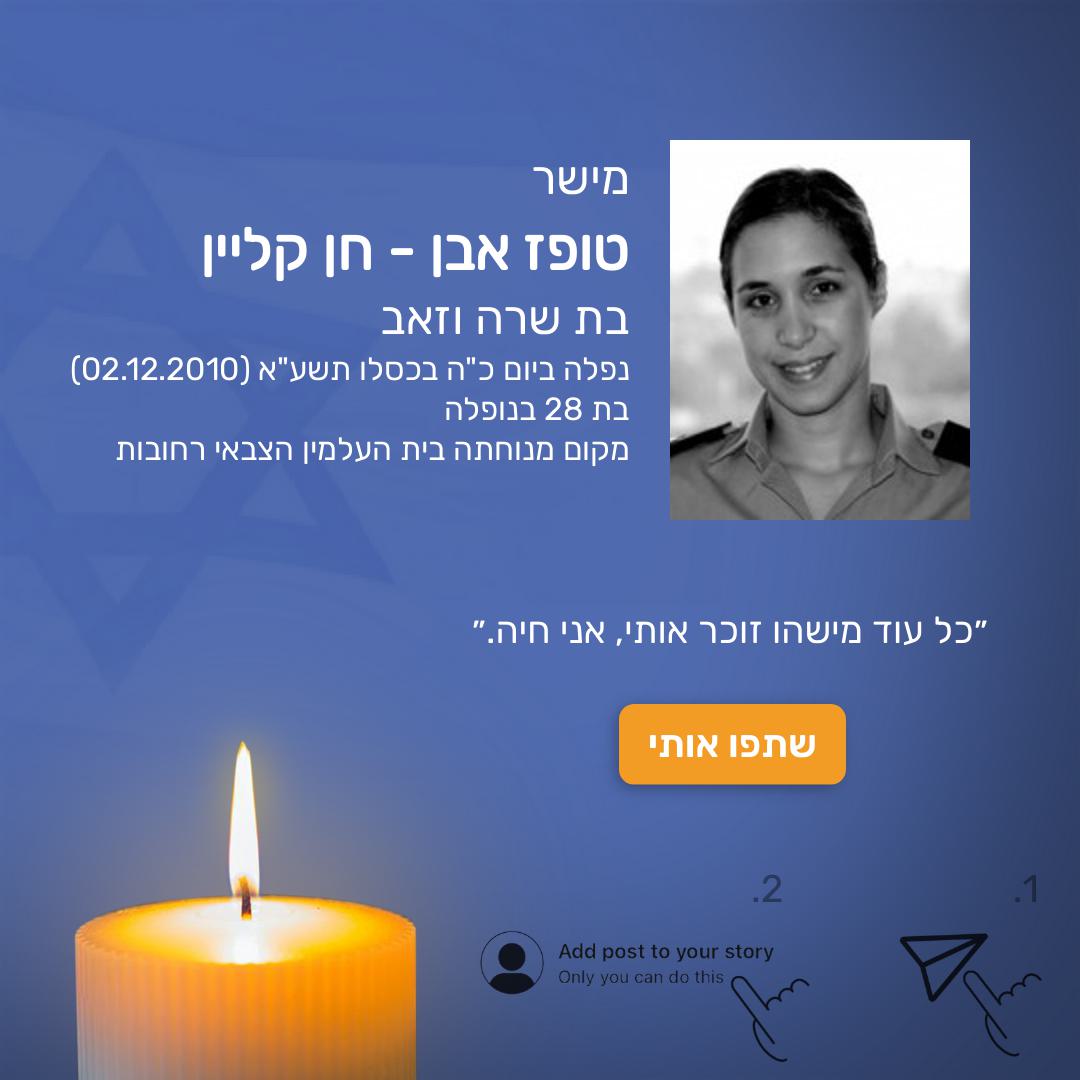 מישר
טופז אבן - חן קליין
בת שרה וזאב
נפלה ביום כ"ה בכסלו תשע"א (02.12.2010)
בת 28 בנופלה
מקום מנוחתה בית העלמין הצבאי רחובות
״כל עוד מישהו זוכר אותי, אני חיה.״
שתפו אותי
1.
2.
Add post to your story
Only you can do this